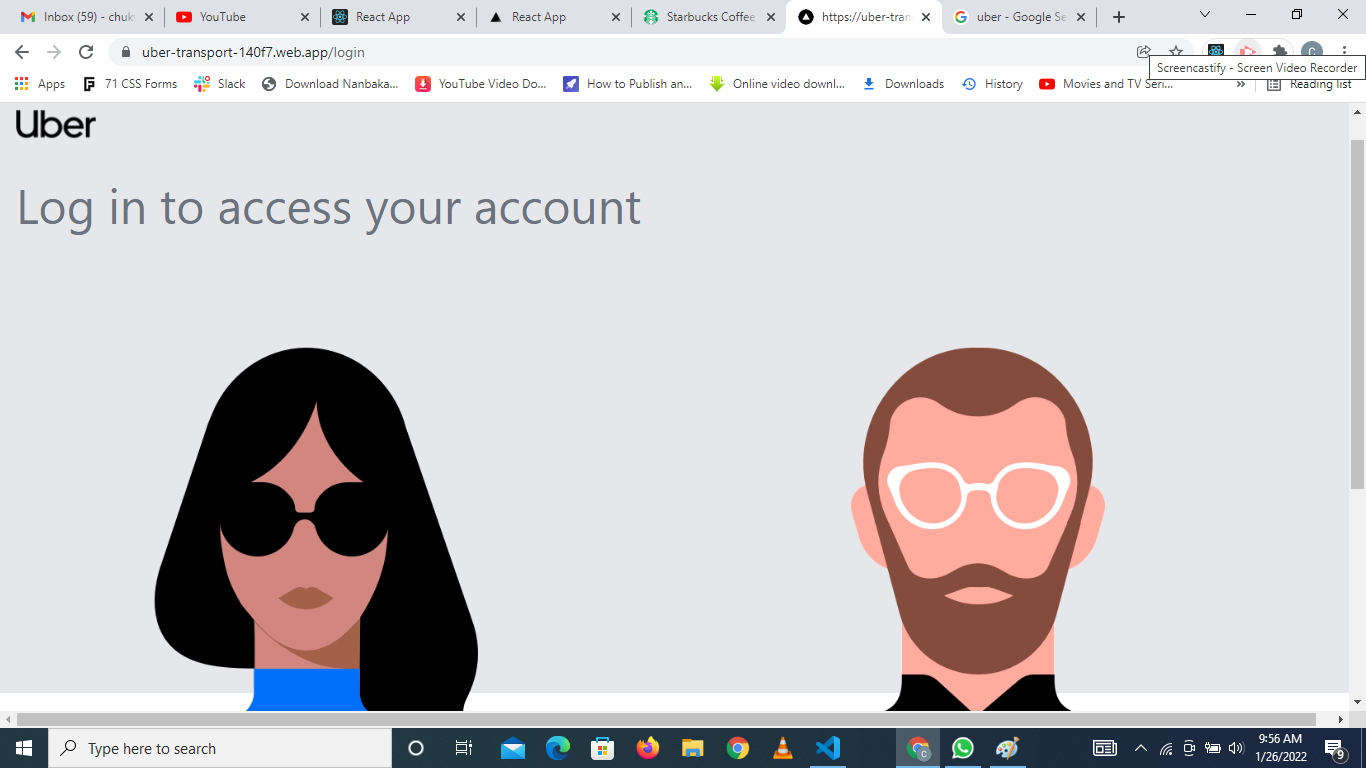 Inbox (59) - chuk
YouTube
React App
React App
Starbucks Coffee
https://uber-tran
uber - Google Se
uber-transport-140f7.web.app/login
C
Screencastify - Screen Video Recorder
Apps
71 CSS Forms
Slack
Download Nanbaka...
YouTube Video Do...
How to Publish an...
Online video downl...
Downloads
History
Movies and TV Seri...
»
Reading list
Uber
Log in to access your account
Type here to search
9:56 AM
1/26/2022
9